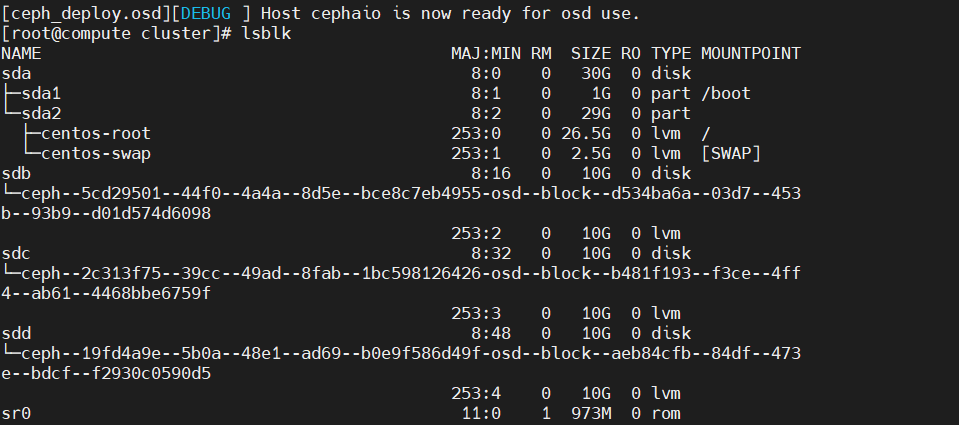 [ceph_deploy.osd][DEBUG ] Host cephaio is now ready for osd use.
[root@compute cluster]# lsblk
NAME                                         MAJ:MIN RM  SIZE RO TYPE MOUNTPOINT
sda                                            8:0    0   30G  0 disk
├─sda1                                         8:1    0    1G  0 part /boot
└─sda2                                         8:2    0   29G  0 part
  ├─centos-root                              253:0    0 26.5G  0 lvm  /
  └─centos-swap                              253:1    0  2.5G  0 lvm  [SWAP]
sdb                                            8:16   0   10G  0 disk
└─ceph--5cd29501--44f0--4a4a--8d5e--bce8c7eb4955-osd--block--d534ba6a--03d7--453
b--93b9--d01d574d6098
                                             253:2    0   10G  0 lvm
sdc                                            8:32   0   10G  0 disk
└─ceph--2c313f75--39cc--49ad--8fab--1bc598126426-osd--block--b481f193--f3ce--4ff
4--ab61--4468bbe6759f
                                             253:3    0   10G  0 lvm
sdd                                            8:48   0   10G  0 disk
└─ceph--19fd4a9e--5b0a--48e1--ad69--b0e9f586d49f-osd--block--aeb84cfb--84df--473
e--bdcf--f2930c0590d5
                                             253:4    0   10G  0 lvm
sr0                                           11:0    1  973M  0 rom